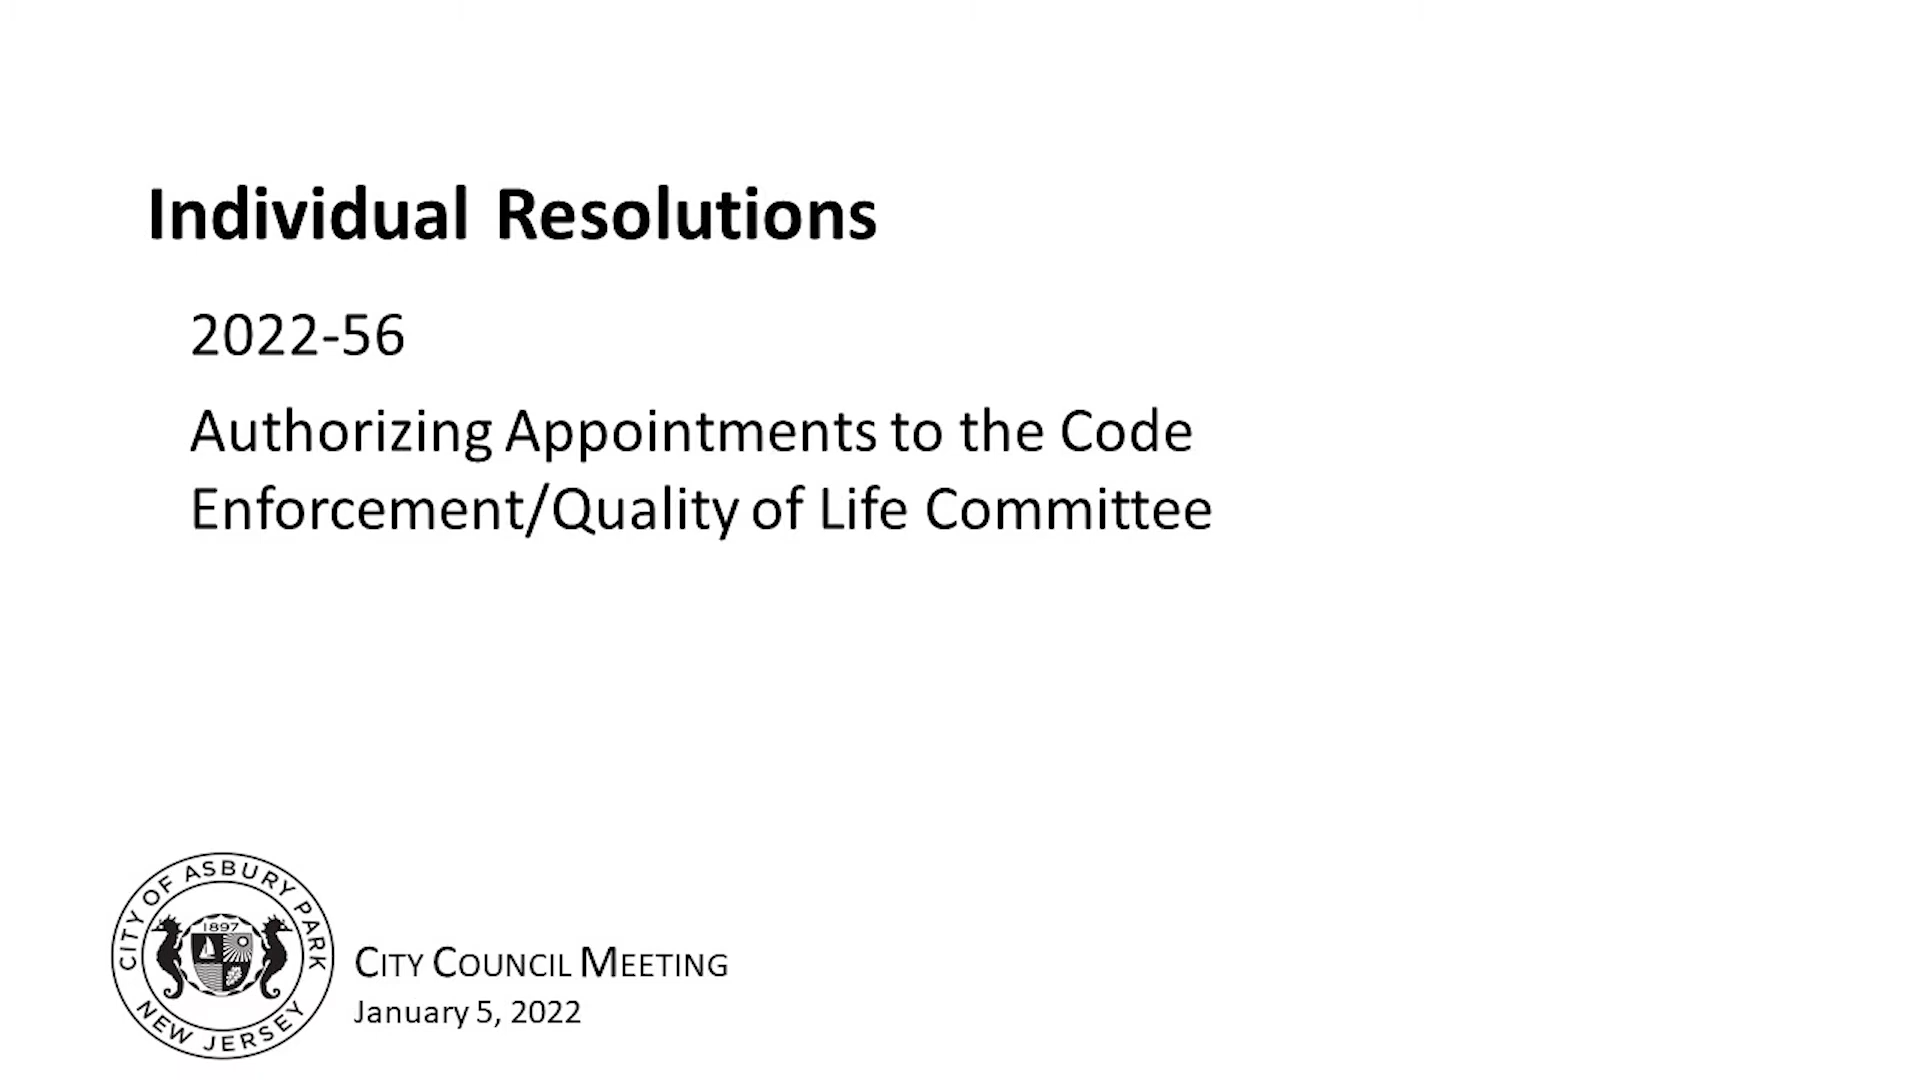 Individual Resolutions
2022-56
Authorizing Appointments to the Code
Enforcement/Quality of Life Committee
CITY OF ASBURY PARK
1897
NEW JERSEY
CITY COUNCIL MEETING
January 5, 2022